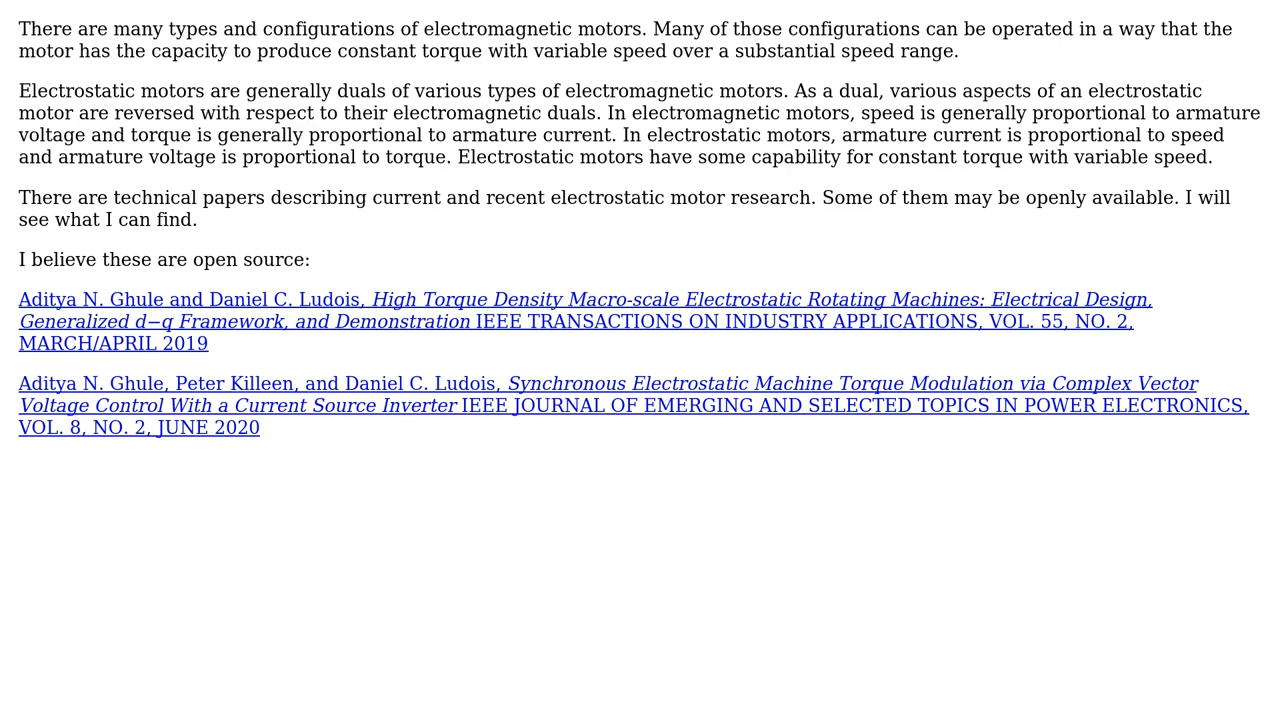 There are many types and configurations of electromagnetic motors. Many of those configurations can be operated in a way that the
motor has the capacity to produce constant torque with variable speed over a substantial speed range.
Electrostatic motors are generally duals of various types of electromagnetic motors. As a dual, various aspects of an electrostatic
motor are reversed with respect to their electromagnetic duals. In electromagnetic motors, speed is generally proportional to armature
voltage and torque is generally proportional to armature current. In electrostatic motors, armature current is proportional to speed
and armature voltage is proportional to torque. Electrostatic motors have some capability for constant torque with variable speed.
There are technical papers describing current and recent electrostatic motor research. Some of them may be openly available. I will
see what I can find.
I believe these are open source:
Aditya N. Ghule and Daniel C. Ludois, High Torque Density Macro-scale Electrostatic Rotating Machines: Electrical Design,
Generalized d−q Framework, and Demonstration IEEE TRANSACTIONS ON INDUSTRY APPLICATIONS, VOL. 55, NO. 2,
MARCH/APRIL 2019
Aditya N. Ghule, Peter Killeen, and Daniel C. Ludois, Synchronous Electrostatic Machine Torque Modulation via Complex Vector
Voltage Control With a Current Source Inverter IEEE JOURNAL OF EMERGING AND SELECTED TOPICS IN POWER ELECTRONICS,
VOL. 8, NO. 2, JUNE 2020